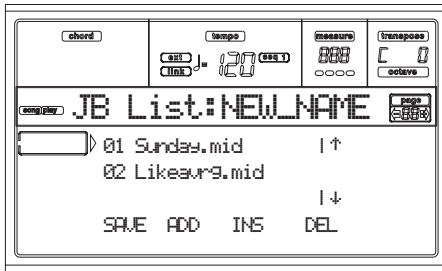 chord tempo measure transpose
ext ♩= 120 seq 1 888 C 0
link octave
song play JB List:NEW_NAME page
01 Sunday.mid |↑
02 Likeavrg.mid
|↓
SAVE ADD INS DEL